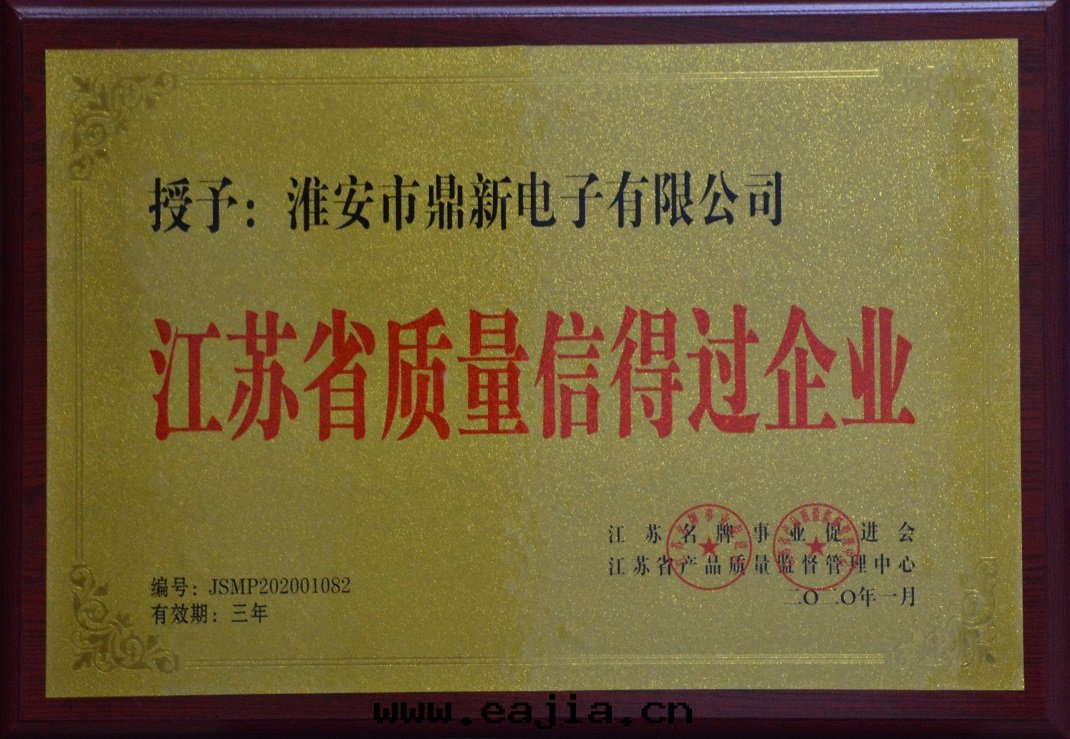 授予：淮安市鼎新电子有限公司
江苏省质量信得过企业
江苏名牌事业促进会
江苏省产品质量监督管理中心
二〇二〇年一月
编号：JSMP202001082
有效期：三年
www.eajia.cn